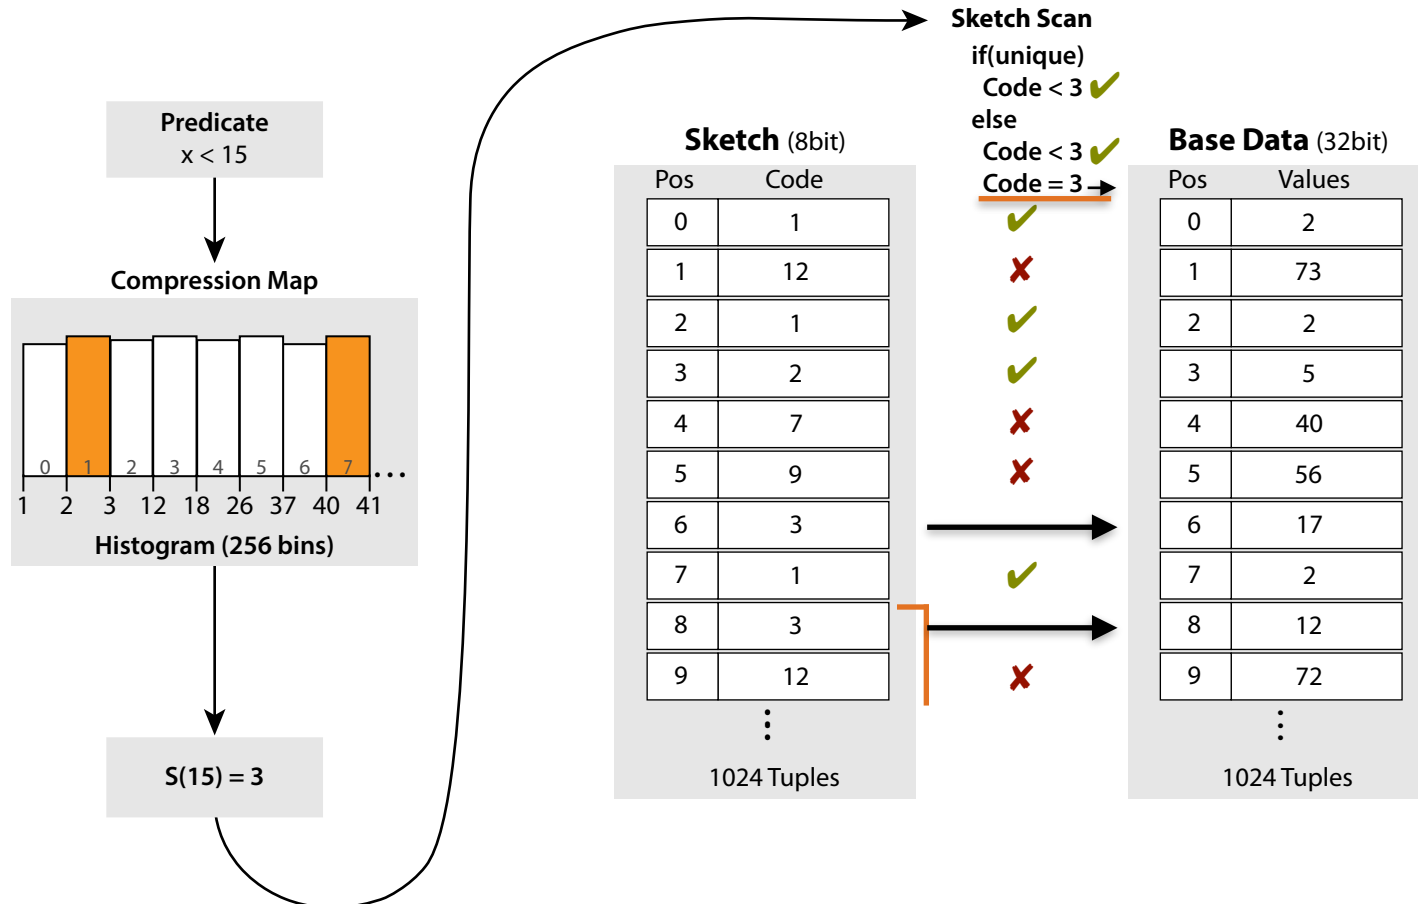 Predicate
x < 15
Compression Map
0 1 2 3 4 5 6 7 ...
1 2 3 12 18 26 37 40 41
Histogram (256 bins)
S(15) = 3
Sketch Scan
if(unique)
Code < 3 ✔
else
Code < 3 ✔
Code = 3
Sketch (8bit)
Pos Code
0 1
1 12
2 1
3 2
4 7
5 9
6 3
7 1
8 3
9 12
⋮
1024 Tuples
✔
✘
✔
✔
✘
✘
✔
✘
Base Data (32bit)
Pos Values
0 2
1 73
2 2
3 5
4 40
5 56
6 17
7 2
8 12
9 72
⋮
1024 Tuples